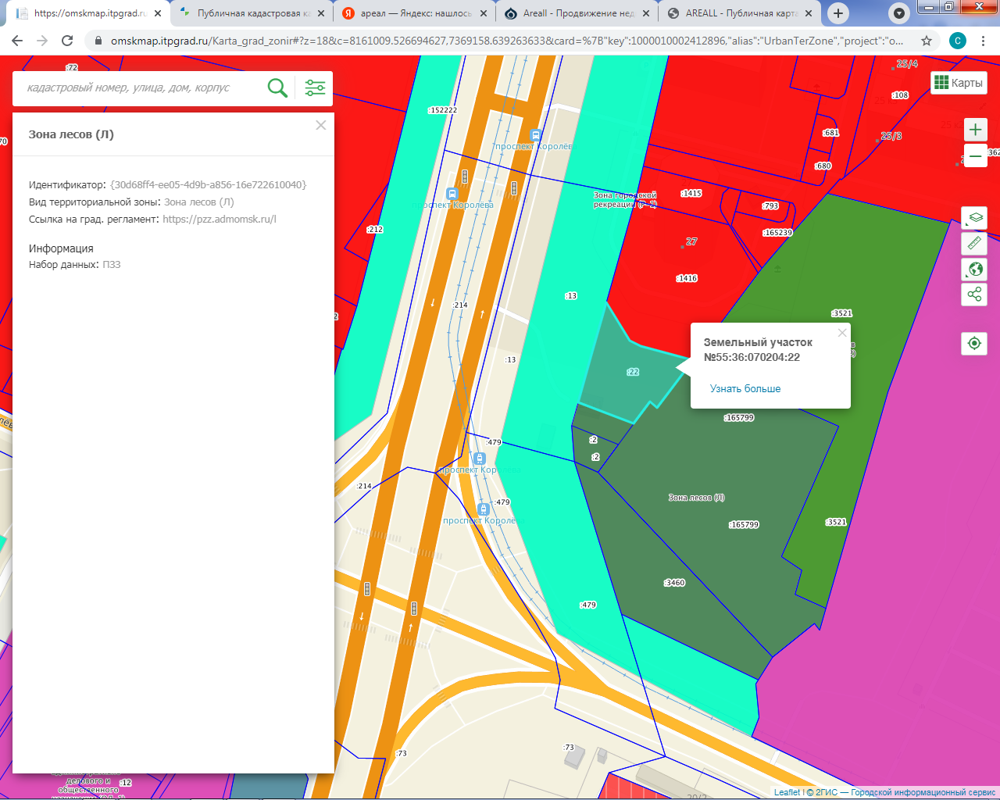 https://omskmap.itpgrad.ru
Публичная кадастровая ка
ареал — Яндекс: нашлось
Areall - Продвижение нед
AREALL - Публичная карта
omskmap.itpgrad.ru/Karta_grad_zonir#?z=18&c=8161009.526694627,7369158.639263633&card=%7B"key":1000010002412896,"alias":"UrbanTerZone","project":"o...
С
кадастровый номер, улица, дом, корпус
Карты
Зона лесов (Л)
Идентификатор: {30d68ff4-ee05-4d9b-a856-16e722610040}
Вид территориальной зоны: Зона лесов (Л)
Ссылка на град. регламент: https://pzz.admomsk.ru/l
Информация
Набор данных: ПЗЗ
:72
:152222
25/4
:108
:681
25/3
:680
проспект Королёв
проспект Королёва
Зона городской
рекреации (Р-2)
:1415
:793
:165239
:212
27
:1416
:13
:214
:3521
Земельный участок
№55:36:070204:22
Узнать больше
:13
:22
:165799
:2
:479
:2
проспект Королёва
:214
Зона лесов (Л)
:479
проспект Королёва
:165799
:3521
:3460
:479
:73
:73
:12
делового и
общественного
20/2
Leaflet | © 2ГИС — Городской информационный сервис